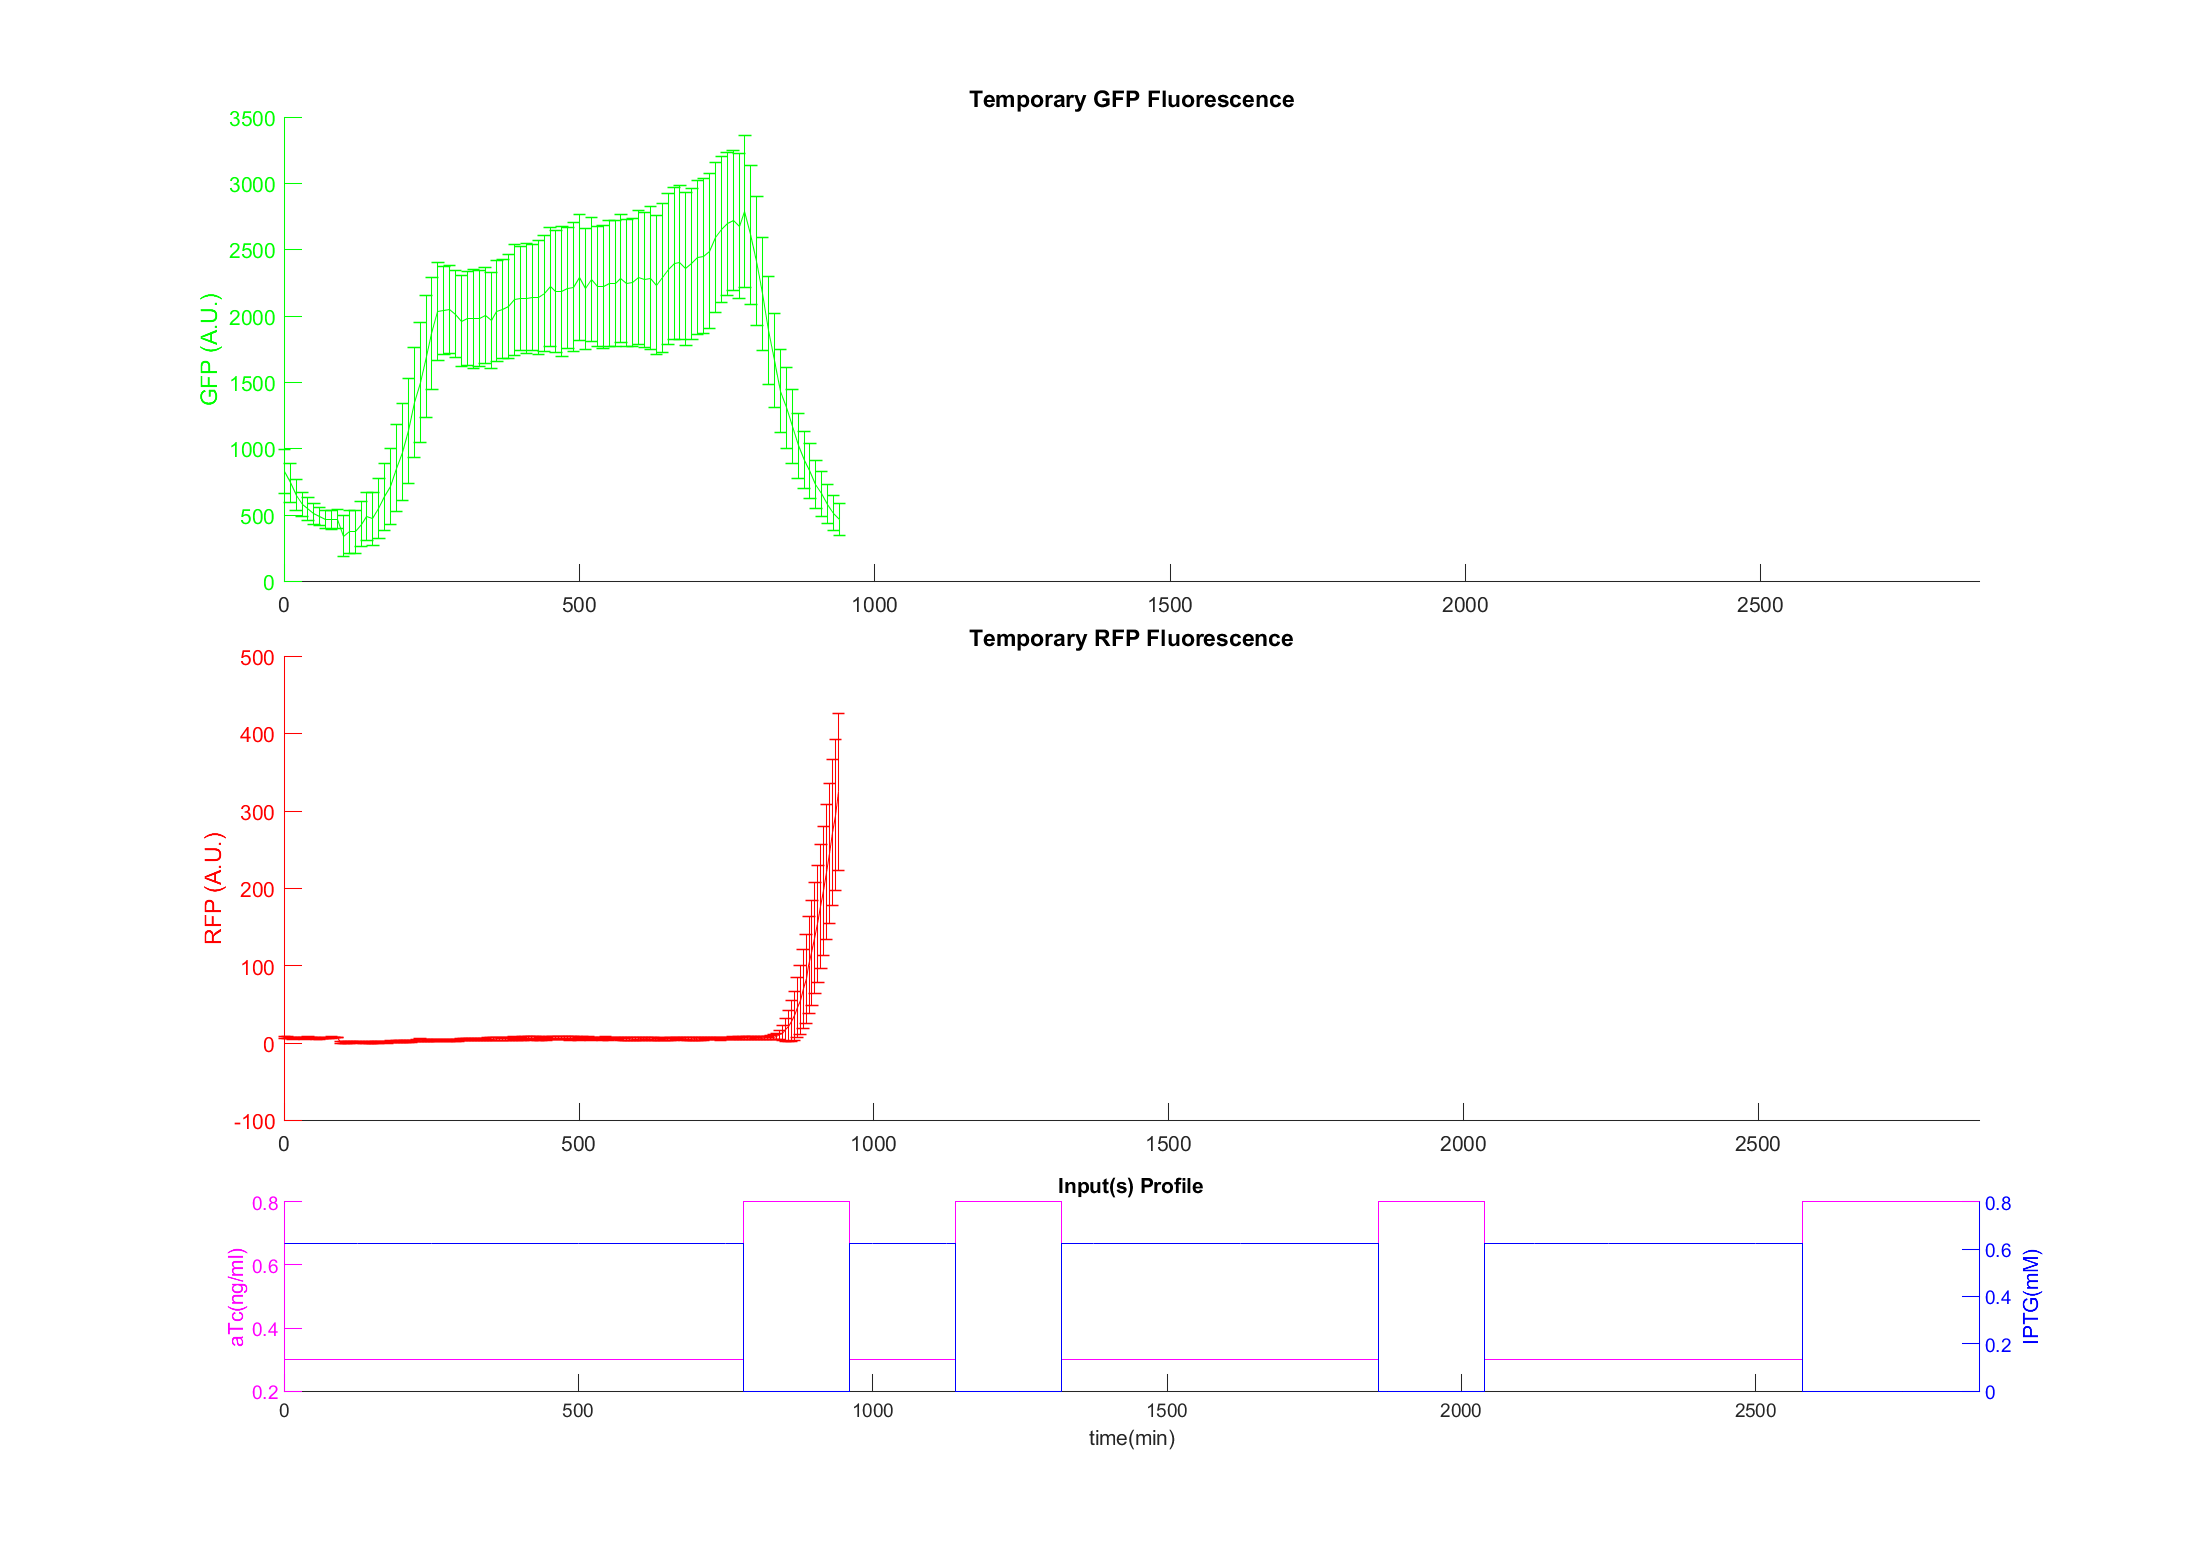 Temporary GFP Fluorescence
3500
3000
2500
2000
1500
1000
500
0
GFP (A.U.)
0 500 1000 1500 2000 2500
Temporary RFP Fluorescence
500
400
300
200
100
0
-100
RFP (A.U.)
0 500 1000 1500 2000 2500
Input(s) Profile
0.8
0.6
0.4
0.2
aTc(ng/ml)
0.8
0.6
0.4
0.2
0
IPTG(mM)
0 500 1000 1500 2000 2500
time(min)